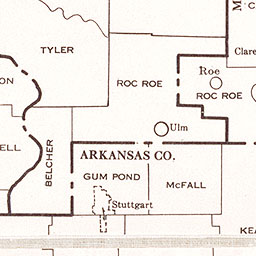 M
C
Clare
TYLER
Roe
ON
ROC ROE
ROC ROE
Ulm
ELL
BELCHER
ARKANSAS CO.
GUM POND
McFALL
Stuttgart
KEA